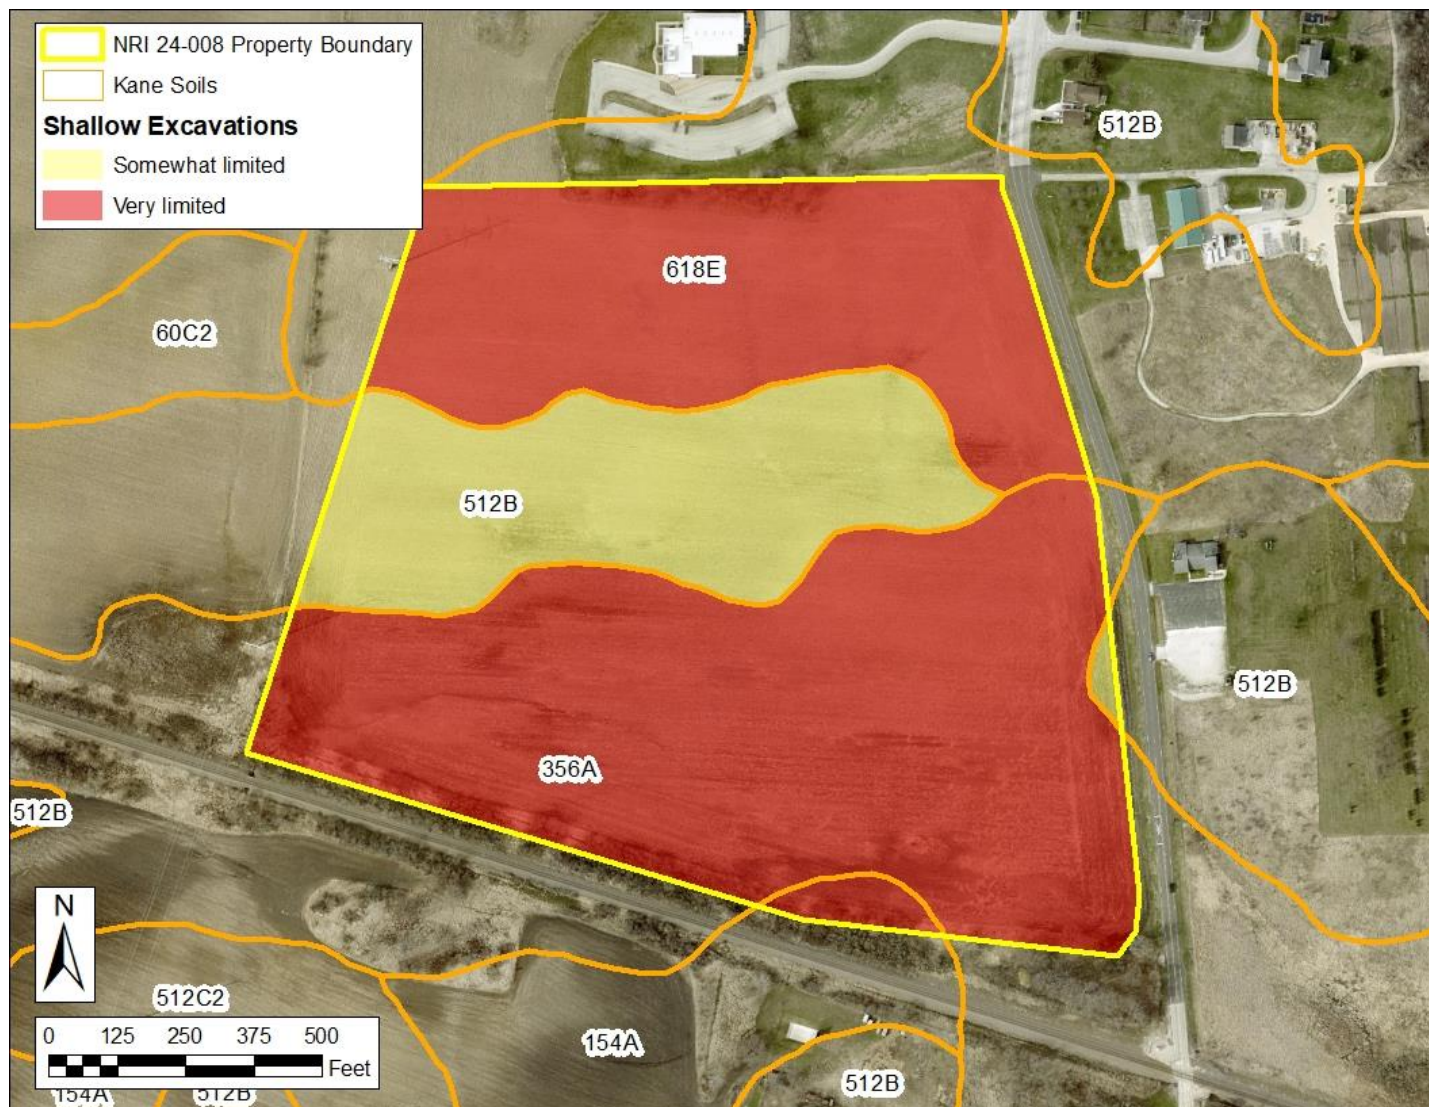 NRI 24-008 Property Boundary
Kane Soils
Shallow Excavations
Somewhat limited
Very limited
512B
618E
60C2
512B
512B
356A
512B
N
512C2
154A
512B
0 125 250 375 500
Feet
154A
512B